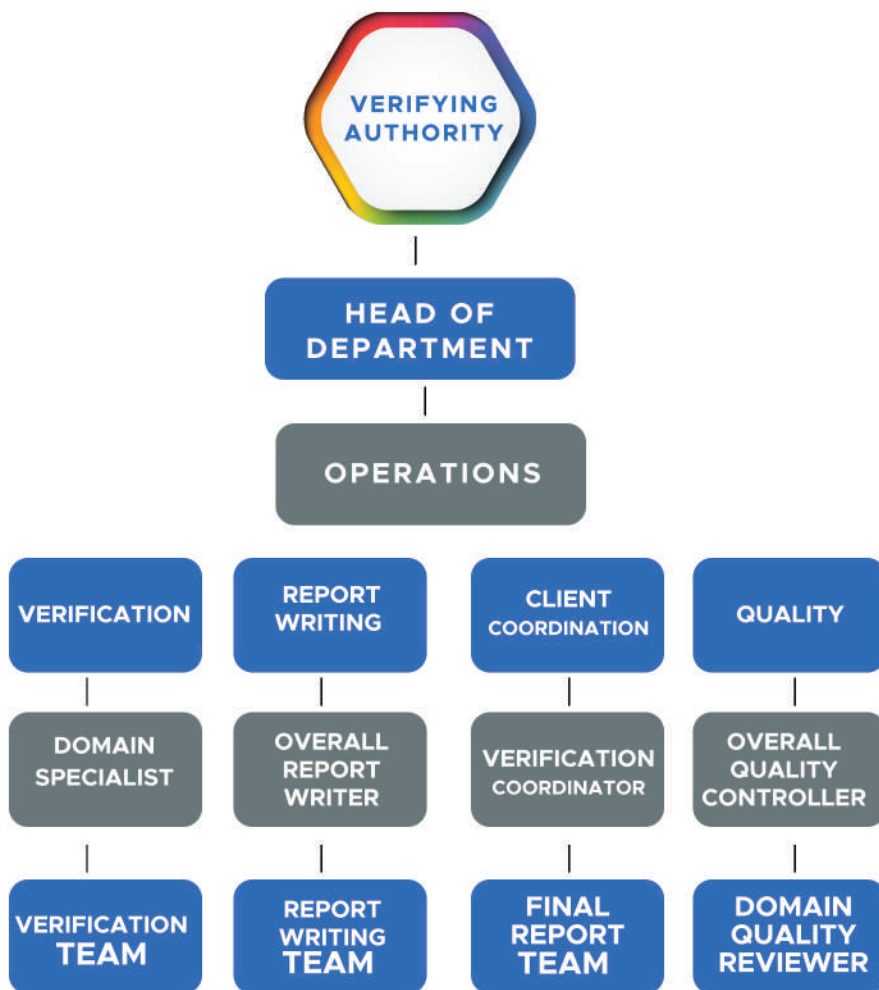 VERIFYING
AUTHORITY
HEAD OF
DEPARTMENT
OPERATIONS
VERIFICATION
REPORT
WRITING
CLIENT
COORDINATION
QUALITY
DOMAIN
SPECIALIST
OVERALL
REPORT
WRITER
VERIFICATION
COORDINATOR
OVERALL
QUALITY
CONTROLLER
VERIFICATION
TEAM
REPORT
WRITING
TEAM
FINAL
REPORT
TEAM
DOMAIN
QUALITY
REVIEWER